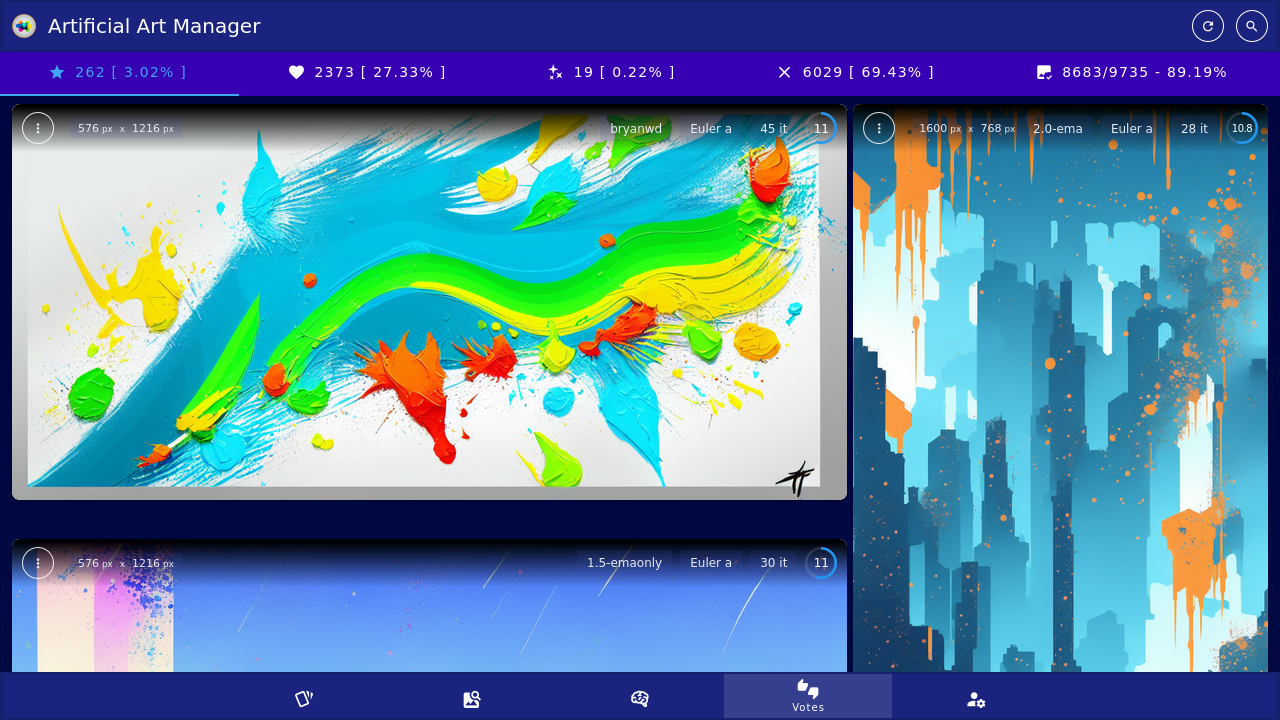 Artificial Art Manager
262 [ 3.02% ]
2373 [ 27.33% ]
19 [ 0.22% ]
6029 [ 69.43% ]
8683/9735 - 89.19%
576 px x 1216 px
bryanwd
Euler a
45 it
11
1600 px x 768 px
2.0-ema
Euler a
28 it
10.8
576 px x 1216 px
1.5-emaonly
Euler a
30 it
11
Votes